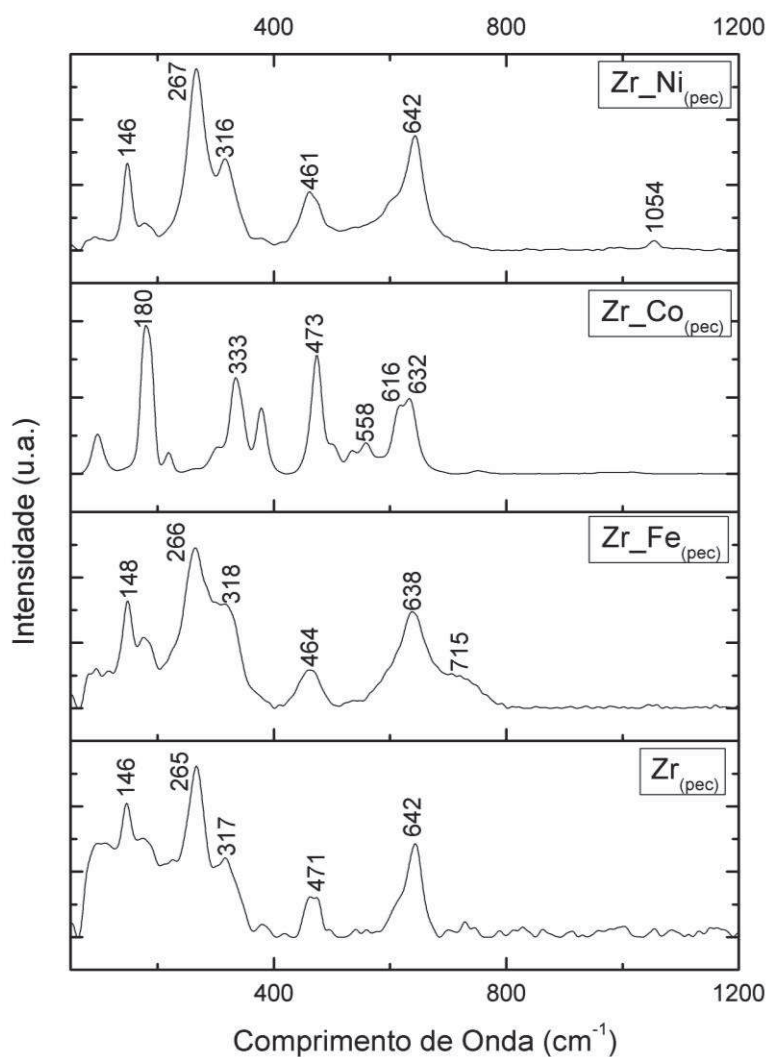 400 800 1200
Zr_Ni(pec)
146
267
316
461
642
1054
Zr_Co(pec)
180
333
473
558
616
632
Zr_Fe(pec)
148
266
318
464
638
715
Zr(pec)
146
265
317
471
642
Intensidade (u.a.)
400 800 1200
Comprimento de Onda (cm⁻¹)